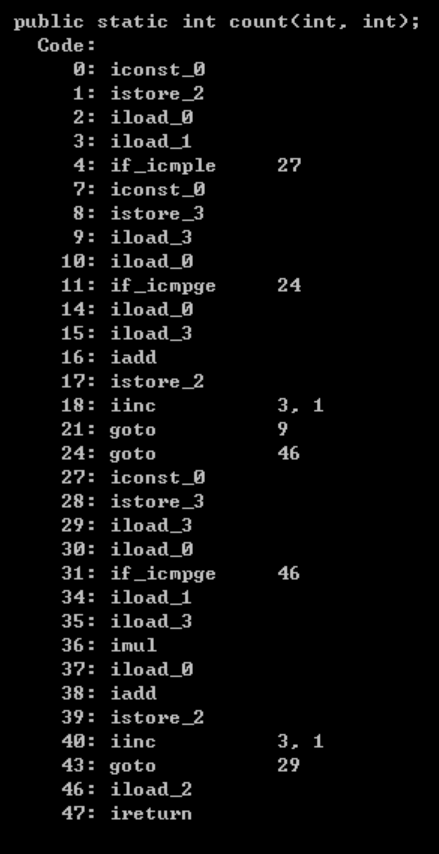 public static int count(int, int);
Code:
0: iconst_0
1: istore_2
2: iload_0
3: iload_1
4: if_icmple 27
7: iconst_0
8: istore_3
9: iload_3
10: iload_0
11: if_icmpge 24
14: iload_0
15: iload_3
16: iadd
17: istore_2
18: iinc 3, 1
21: goto 9
24: goto 46
27: iconst_0
28: istore_3
29: iload_3
30: iload_0
31: if_icmpge 46
34: iload_1
35: iload_3
36: imul
37: iload_0
38: iadd
39: istore_2
40: iinc 3, 1
43: goto 29
46: iload_2
47: ireturn